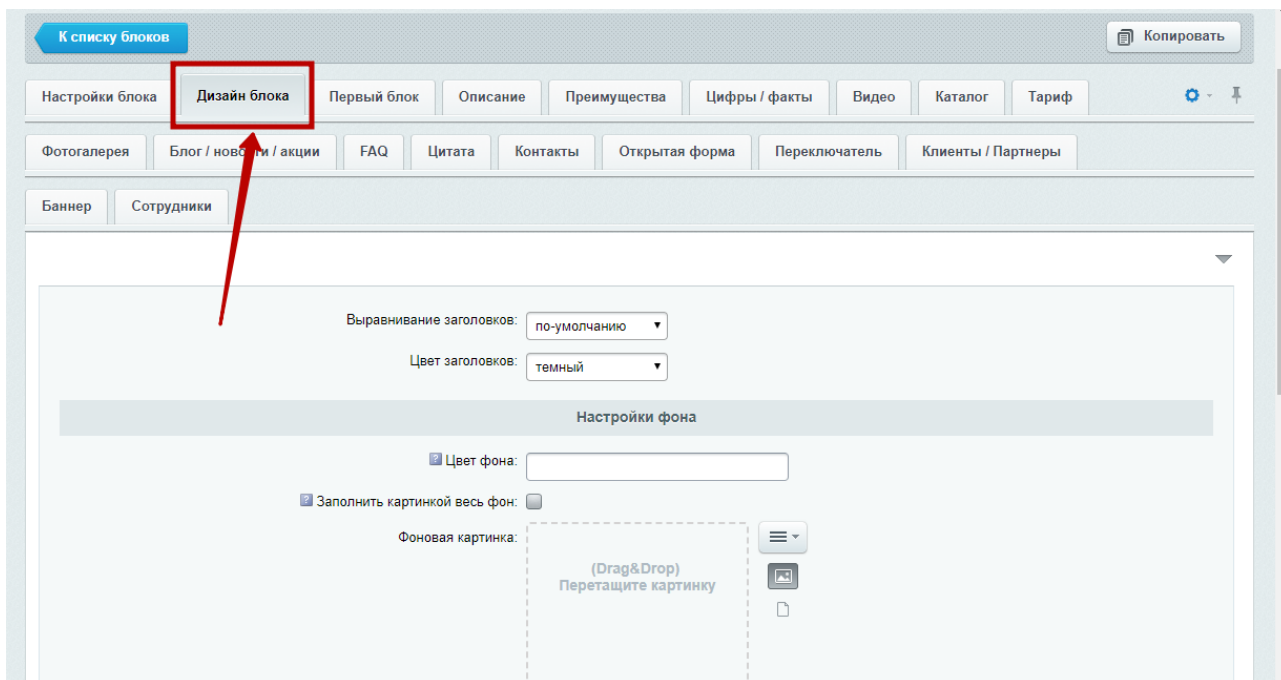 К списку блоков
Копировать
Настройки блока Дизайн блока Первый блок Описание Преимущества Цифры / факты Видео Каталог Тариф
Фотогалерея Блог / новости / акции FAQ Цитата Контакты Открытая форма Переключатель Клиенты / Партнеры
Баннер Сотрудники
Выравнивание заголовков: по-умолчанию
Цвет заголовков: темный
Настройки фона
? Цвет фона:
? Заполнить картинкой весь фон:
Фоновая картинка:
(Drag&Drop)
Перетащите картинку